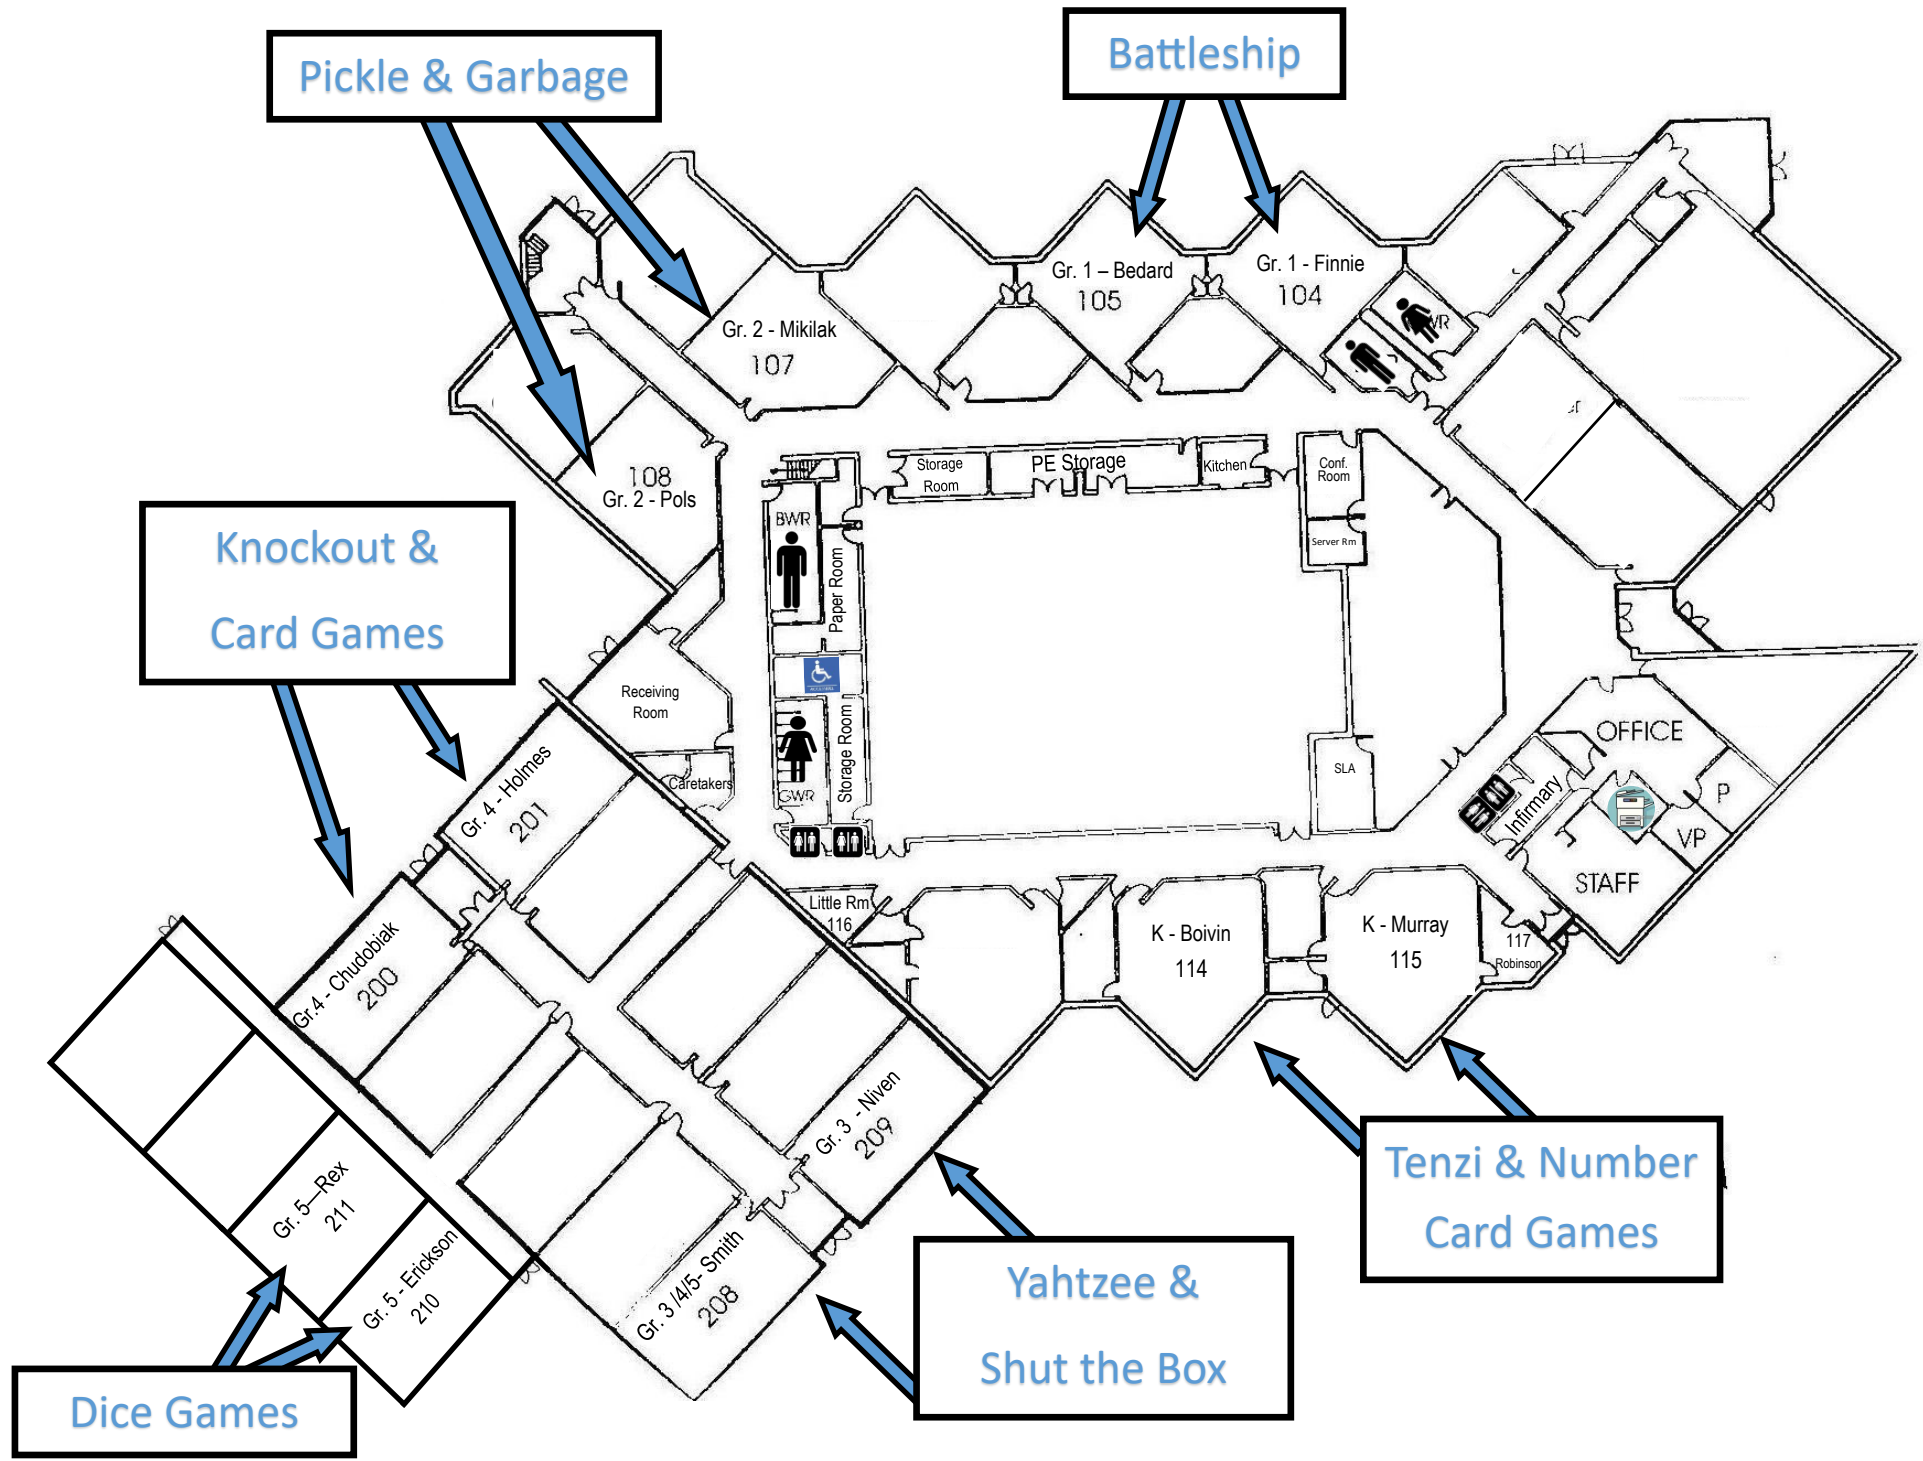 Pickle & Garbage
Battleship
Gr. 1 – Bedard
105
Gr. 1 - Finnie
104
Gr. 2 - Mikilak
107
108
Gr. 2 - Pols
Storage
Room
PE Storage
Kitchen
Conf.
Room
Server Rm
BWR
Paper Room
Knockout &
Card Games
Receiving
Room
Caretakers
Storage Room
GWR
SLA
OFFICE
P
VP
Infirmary
STAFF
Gr. 4 - Holmes
201
Gr.4 - Chudobiak
200
Little Rm
116
K - Boivin
114
K - Murray
115
117
Robinson
Gr. 3 - Niven
209
Gr. 5—Rex
211
Gr. 5 - Erickson
210
Gr. 3 /4/5- Smith
208
Tenzi & Number
Card Games
Yahtzee &
Shut the Box
Dice Games